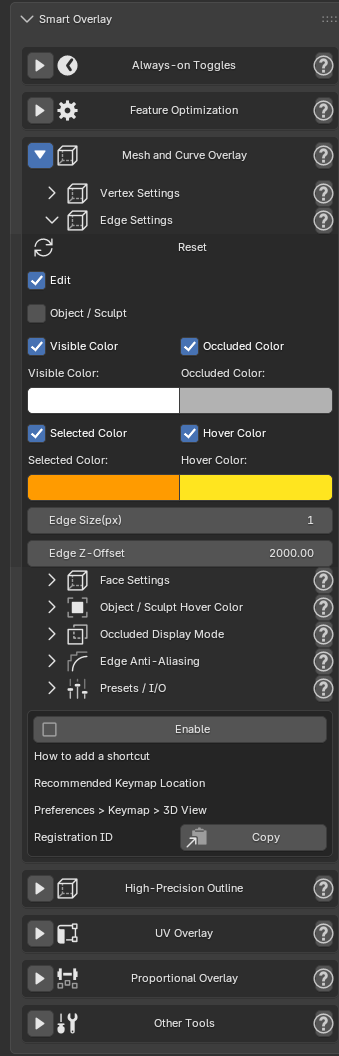 Smart Overlay
Always-on Toggles
Feature Optimization
Mesh and Curve Overlay
Vertex Settings
Edge Settings
Reset
Edit
Object / Sculpt
Visible Color Occluded Color
Visible Color: Occluded Color:
Selected Color Hover Color
Selected Color: Hover Color:
Edge Size(px) 1
Edge Z-Offset 2000.00
Face Settings
Object / Sculpt Hover Color
Occluded Display Mode
Edge Anti-Aliasing
Presets / I/O
Enable
How to add a shortcut
Recommended Keymap Location
Preferences > Keymap > 3D View
Registration ID Copy
High-Precision Outline
UV Overlay
Proportional Overlay
Other Tools